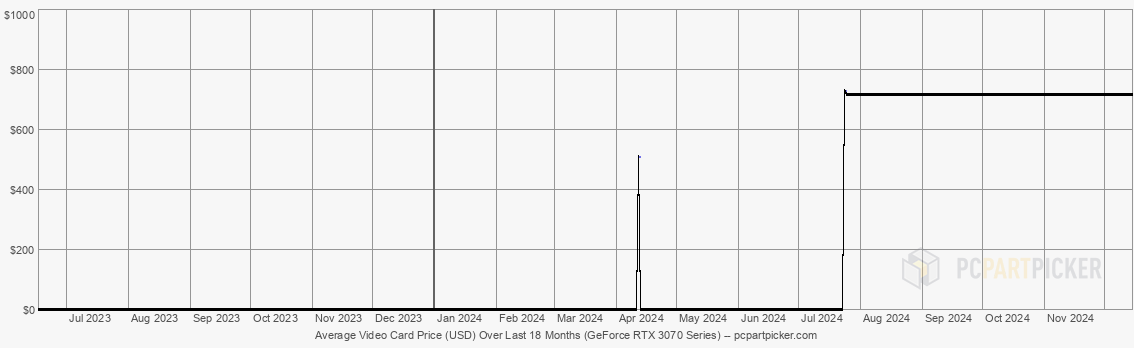 $1000
$800
$600
$400
$200
$0
Jul 2023 Aug 2023 Sep 2023 Oct 2023 Nov 2023 Dec 2023 Jan 2024 Feb 2024 Mar 2024 Apr 2024 May 2024 Jun 2024 Jul 2024 Aug 2024 Sep 2024 Oct 2024 Nov 2024
PCPARTPICKER
Average Video Card Price (USD) Over Last 18 Months (GeForce RTX 3070 Series) -- pcpartpicker.com